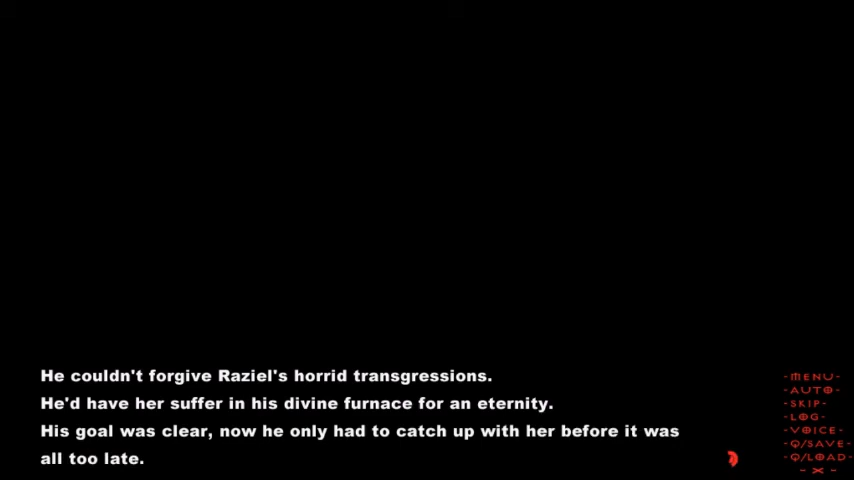 He couldn't forgive Raziel's horrid transgressions.
He'd have her suffer in his divine furnace for an eternity.
His goal was clear, now he only had to catch up with her before it was
all too late.
-MENU-
-AUTO-
-SKIP-
-LOG-
-VOICE-
-Q/SAVE-
-Q/LOAD-
- X -